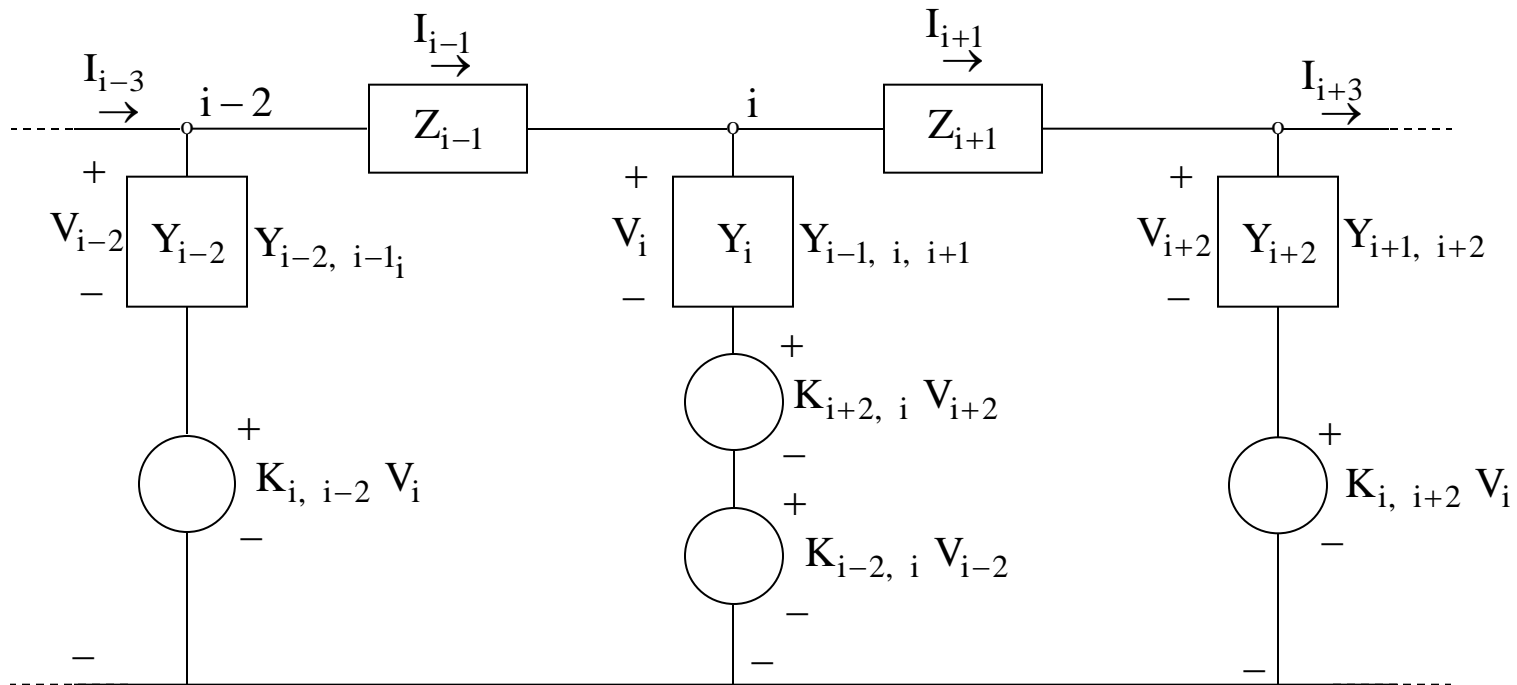 I_{i−3} → I_{i−1} → I_{i+1} → I_{i+3} →
i−2 Z_{i−1} i Z_{i+1}
+ + +
V_{i−2} Y_{i−2} Y_{i−2, i−1_i} V_i Y_i Y_{i−1, i, i+1} V_{i+2} Y_{i+2} Y_{i+1, i+2}
− − −
+
K_{i+2, i} V_{i+2}
−
+ +
K_{i, i−2} V_i K_{i, i+2} V_i
− −
+
K_{i−2, i} V_{i−2}
−
− − −